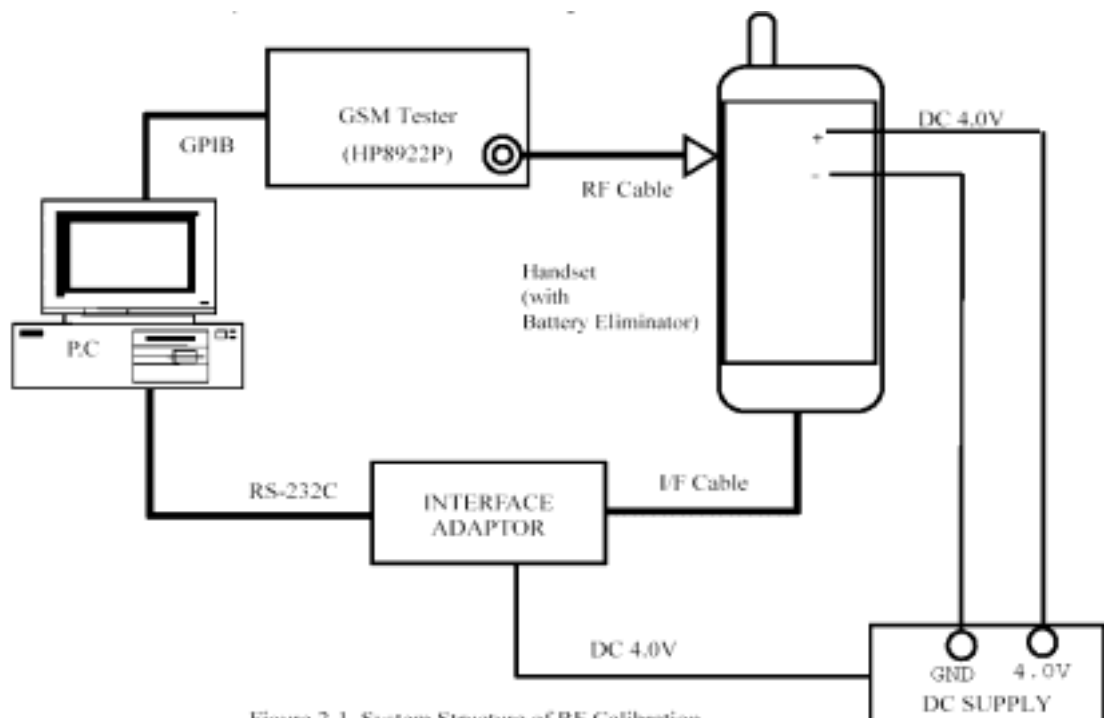 GSM Tester
(HP8922P)
GPIB
DC 4.0V
+
-
RF Cable
Handset
(with
Battery Eliminator)
P.C
RS-232C
INTERFACE
ADAPTOR
I/F Cable
DC 4.0V
GND
4.0V
DC SUPPLY
Figure 2-1. System Structure of RF Calibration